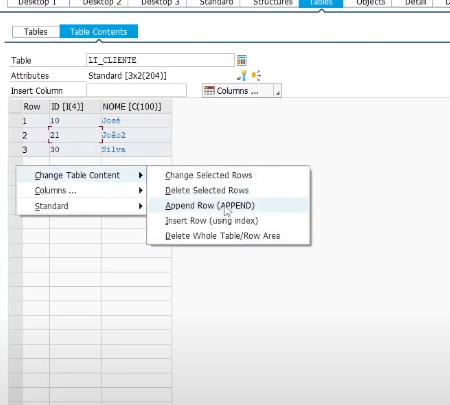 Desktop 1 Desktop 2 Desktop 3 Standard Structures Tables Objects Detail
Tables Table Contents
Table LT_CLIENTE
Attributes Standard [3x2(204)]
Insert Column Columns ...
Row ID [I(4)] NOME [C(100)]
1 10 José
2 21 João2
3 30 Silva
Change Table Content
Columns ...
Standard
Change Selected Rows
Delete Selected Rows
Append Row (APPEND)
Insert Row (using index)
Delete Whole Table/Row Area